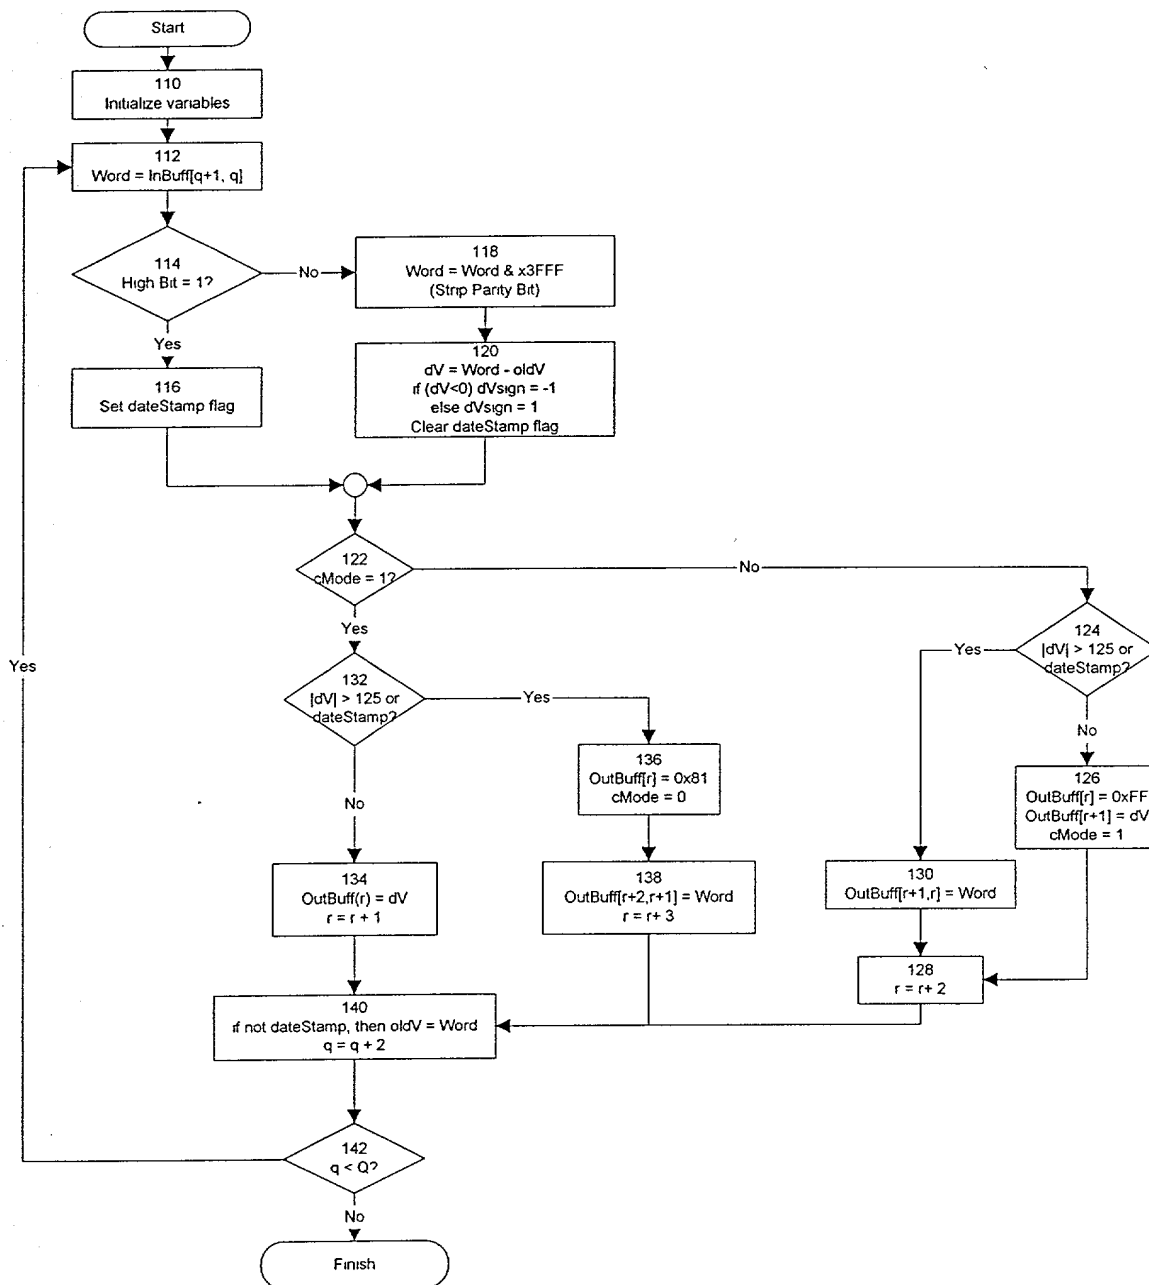 Start
110
Initialize variables
112
Word = InBuff[q+1, q]
114
High Bit = 1?
No
118
Word = Word & x3FFF
(Strip Parity Bit)
Yes
116
Set dateStamp flag
120
dV = Word - oldV
if (dV<0) dVsign = -1
else dVsign = 1
Clear dateStamp flag
122
cMode = 1?
No
Yes
124
|dV| > 125 or
dateStamp?
Yes
No
Yes
132
|dV| > 125 or
dateStamp?
Yes
No
136
OutBuff[r] = 0x81
cMode = 0
126
OutBuff[r] = 0xFF
OutBuff[r+1] = dV
cMode = 1
134
OutBuff(r) = dV
r = r + 1
138
OutBuff[r+2,r+1] = Word
r = r+ 3
130
OutBuff[r+1,r] = Word
128
r = r+ 2
140
if not dateStamp, then oldV = Word
q = q + 2
142
q < Q?
No
Finish